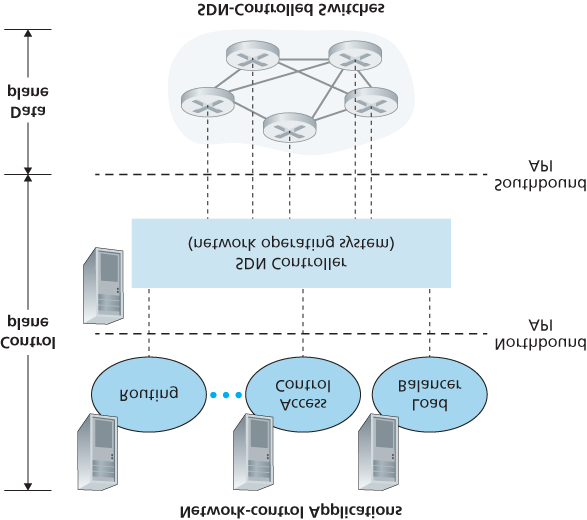 Network-control Applications
Routing
Access
Control
Load
Balancer
Northbound
API
Control
plane
SDN Controller
(network operating system)
Southbound
API
Data
plane
SDN-Controlled Switches